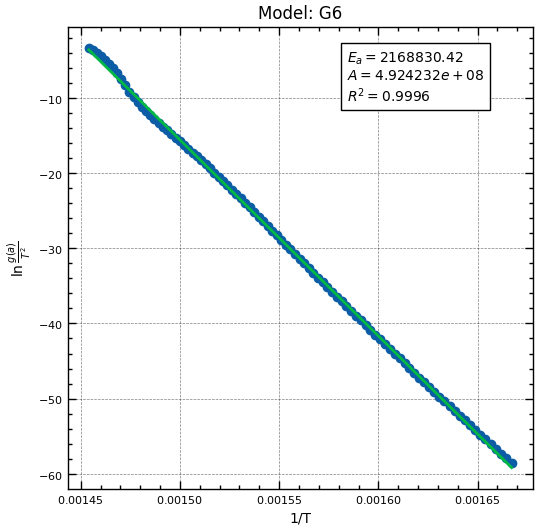 Model: G6
E_a = 2168830.42
A = 4.924232e + 08
R^2 = 0.9996
−10
−20
−30
−40
−50
−60
ln g(a)/T^2
0.00145 0.00150 0.00155 0.00160 0.00165
1/T